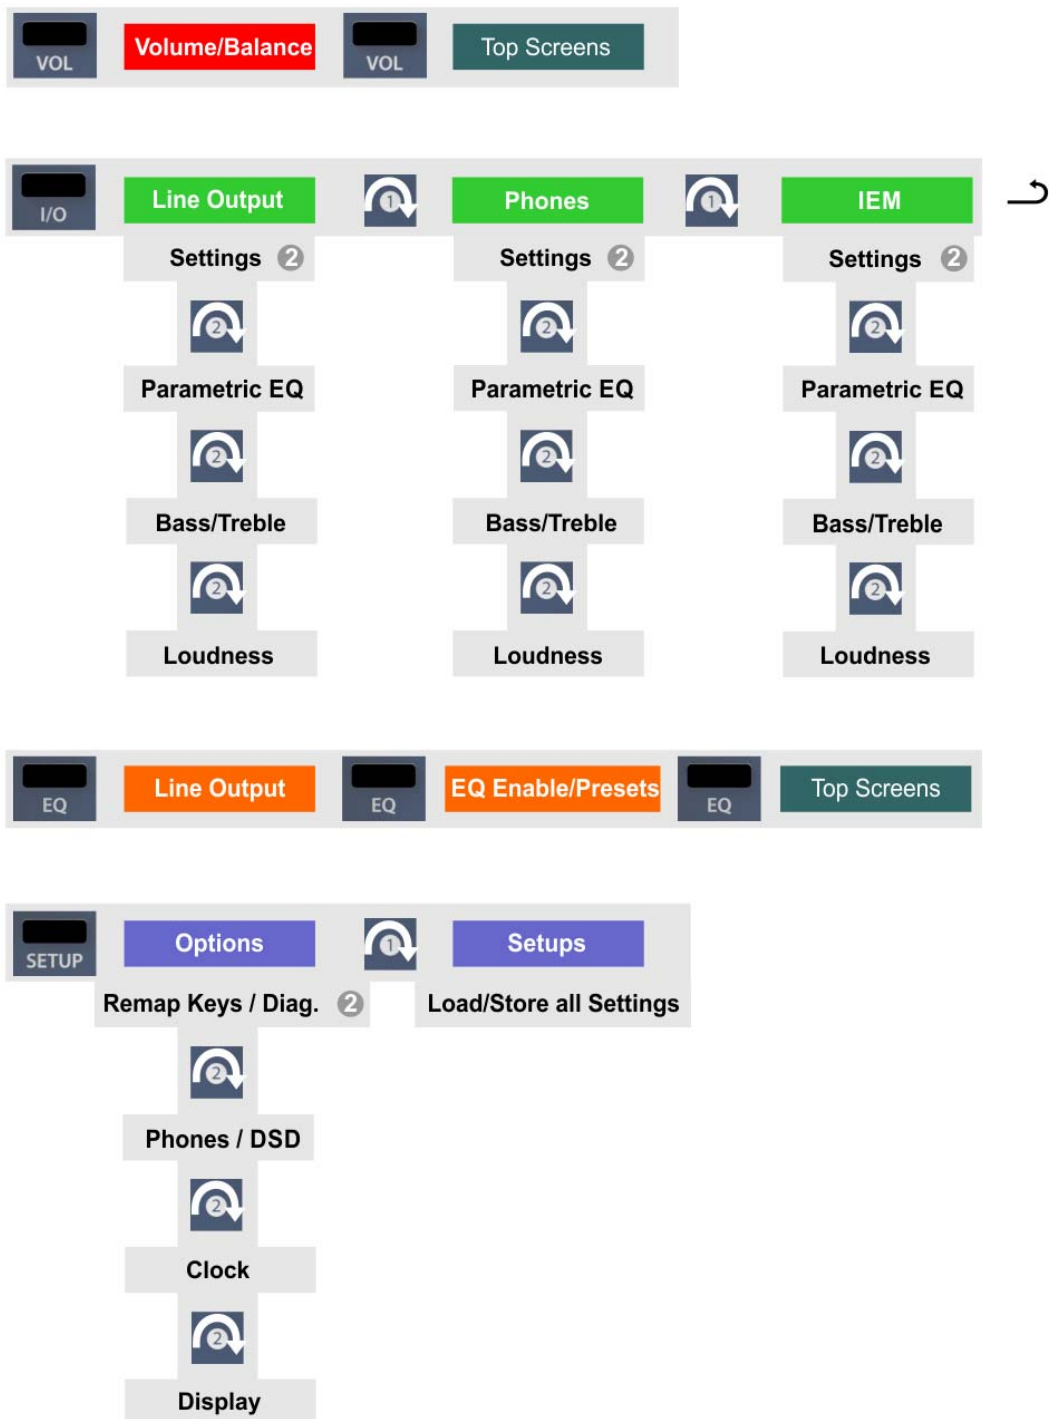 VOL Volume/Balance VOL Top Screens
I/O Line Output 1 Phones 1 IEM
Settings 2 Settings 2 Settings 2
2 2 2
Parametric EQ Parametric EQ Parametric EQ
2 2 2
Bass/Treble Bass/Treble Bass/Treble
2 2 2
Loudness Loudness Loudness
EQ Line Output EQ EQ Enable/Presets EQ Top Screens
SETUP Options 1 Setups
Remap Keys / Diag. 2 Load/Store all Settings
2
Phones / DSD
2
Clock
2
Display